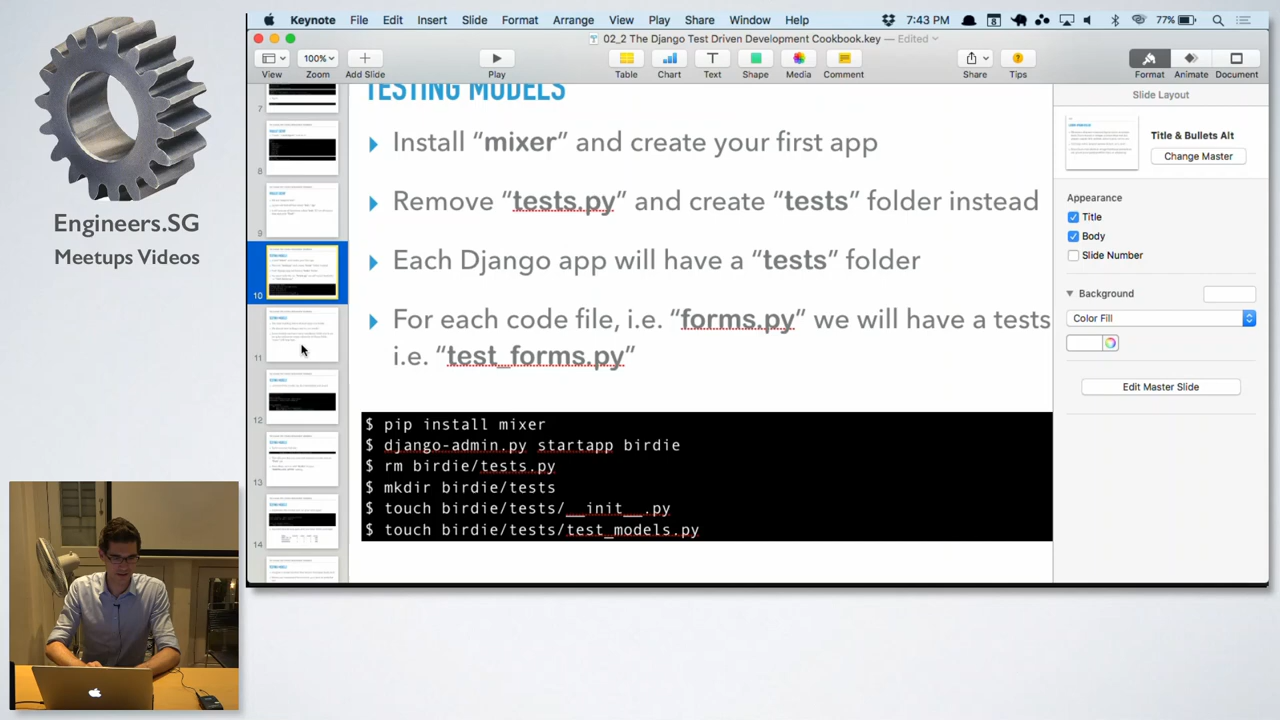 Engineers.SG
Meetups Videos
Keynote File Edit Insert Slide Format Arrange View Play Share Window Help 8 7:43 PM 77%
02_2 The Django Test Driven Development Cookbook.key — Edited
View 100% Zoom Add Slide Play Table Chart Text Shape Media Comment Share Tips Format Animate Document
7
8
9
10
11
12
13
14
TESTING MODELS
Install “mixer” and create your first app
Remove “tests.py” and create “tests” folder instead
Each Django app will have a “tests” folder
For each code file, i.e. “forms.py” we will have a tests
i.e. “test_forms.py”
$ pip install mixer
$ django-admin.py startapp birdie
$ rm birdie/tests.py
$ mkdir birdie/tests
$ touch birdie/tests/__init__.py
$ touch birdie/tests/test_models.py
Slide Layout
Title & Bullets Alt
Change Master
Appearance
Title
Body
Slide Number
Background
Color Fill
Edit Master Slide